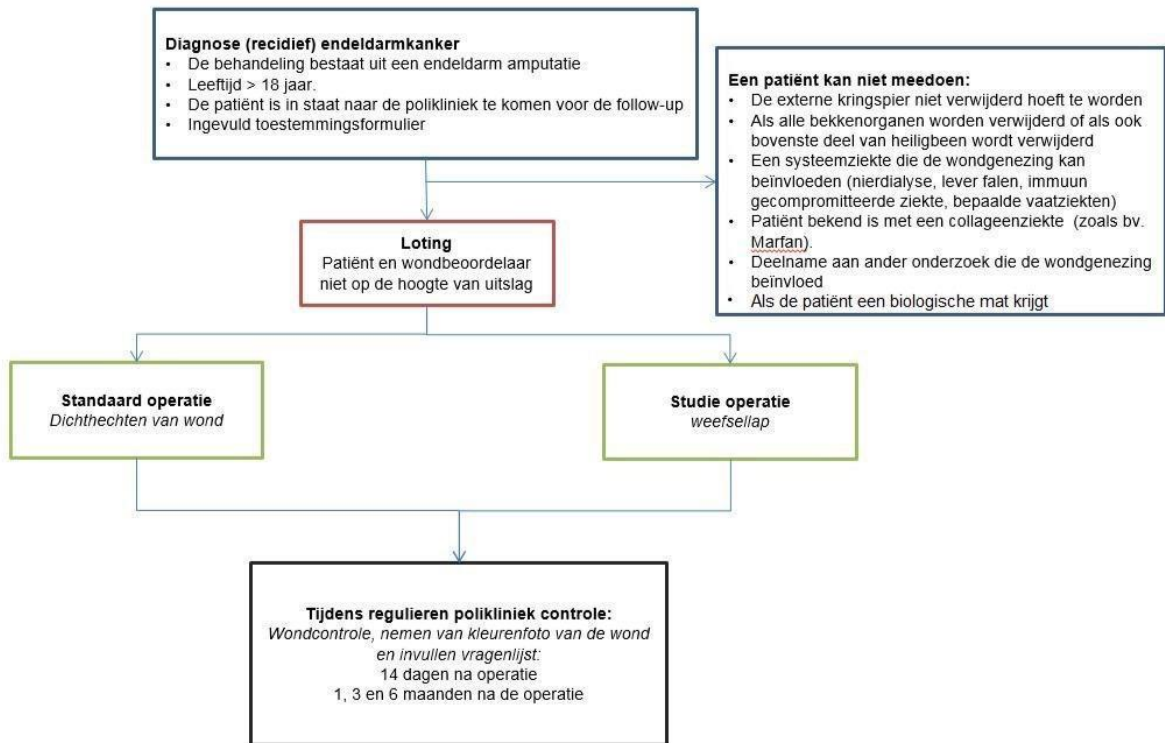 Diagnose (recidief) endeldarmkanker
• De behandeling bestaat uit een endeldarm amputatie
• Leeftijd > 18 jaar.
• De patiënt is in staat naar de polikliniek te komen voor de follow-up
• Ingevuld toestemmingsformulier
Een patiënt kan niet meedoen:
• De externe kringspier niet verwijderd hoeft te worden
• Als alle bekkenorganen worden verwijderd of als ook
bovenste deel van heiligbeen wordt verwijderd
• Een systeemziekte die de wondgenezing kan
beïnvloeden (nierdialyse, lever falen, immuun
gecompromitteerde ziekte, bepaalde vaatziekten)
• Patiënt bekend is met een collageenziekte (zoals bv.
Marfan).
• Deelname aan ander onderzoek die de wondgenezing
beïnvloed
• Als de patiënt een biologische mat krijgt
Loting
Patiënt en wondbeoordelaar
niet op de hoogte van uitslag
Standaard operatie
Dichthechten van wond
Studie operatie
weefsellap
Tijdens regulieren polikliniek controle:
Wondcontrole, nemen van kleurenfoto van de wond
en invullen vragenlijst:
14 dagen na operatie
1, 3 en 6 maanden na de operatie